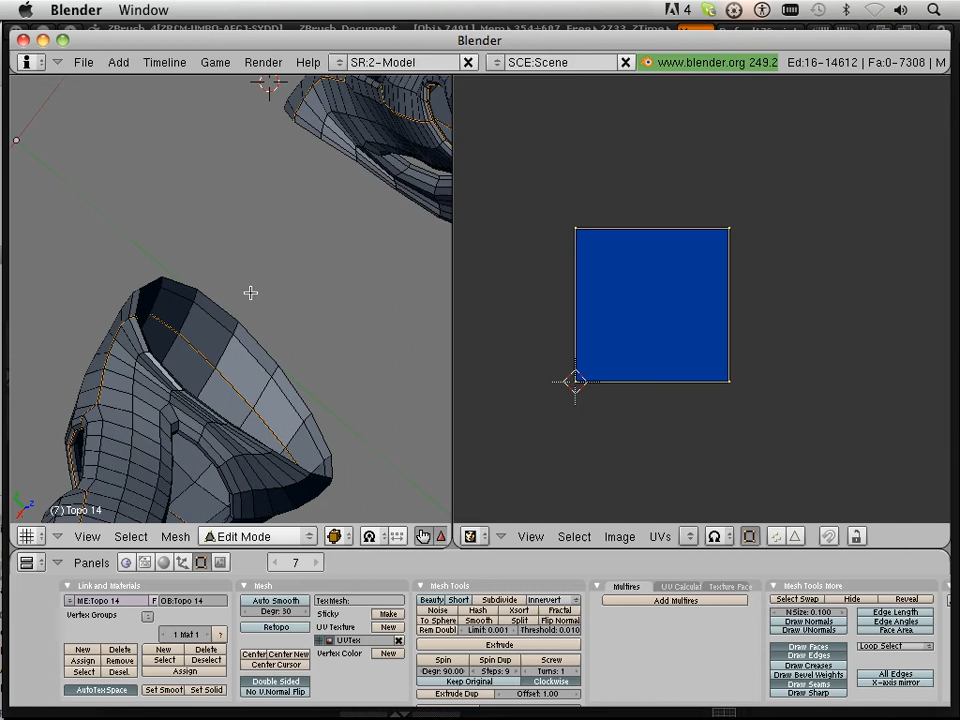 Blender Window 4
Blender
File Add Timeline Game Render Help SR:2-Model SCE:Scene www.blender.org 249.2 Ed:16-14612 | Fa:0-7308 | M
(7) Topo 14
View Select Mesh Edit Mode
View Select Image UVs
Panels 7
Link and Materials
ME:Topo 14 F OB:Topo 14
Vertex Groups
1 Mat 1 ?
New Delete New Delete
Assign Remove Select Deselect
Select Desel. Assign
AutoTexSpace Set Smoot Set Solid
Mesh
Auto Smooth TexMesh:
Degr: 30 Sticky Make
Retopo UV Texture New
UVTex
Center Center New Vertex Color New
Center Cursor
Double Sided
No V.Normal Flip
Mesh Tools
Beauty Short Subdivide Innervert
Noise Hash Xsort Fractal
To Sphere Smooth Split Flip Normal
Rem Doubl Limit: 0.001 Threshold: 0.010
Extrude
Spin Spin Dup Screw
Degr: 90.00 Steps: 9 Turns: 1
Keep Original Clockwise
Extrude Dup Offset: 1.00
Multires UV Calculat Texture Face
Add Multires
Mesh Tools More
Select Swap Hide Reveal
NSize: 0.100 Edge Length
Draw Normals Edge Angles
Draw VNormals Face Area
Draw Faces Loop Select
Draw Edges
Draw Creases
Draw Bevel Weights All Edges
Draw Seams X-axis mirror
Draw Sharp